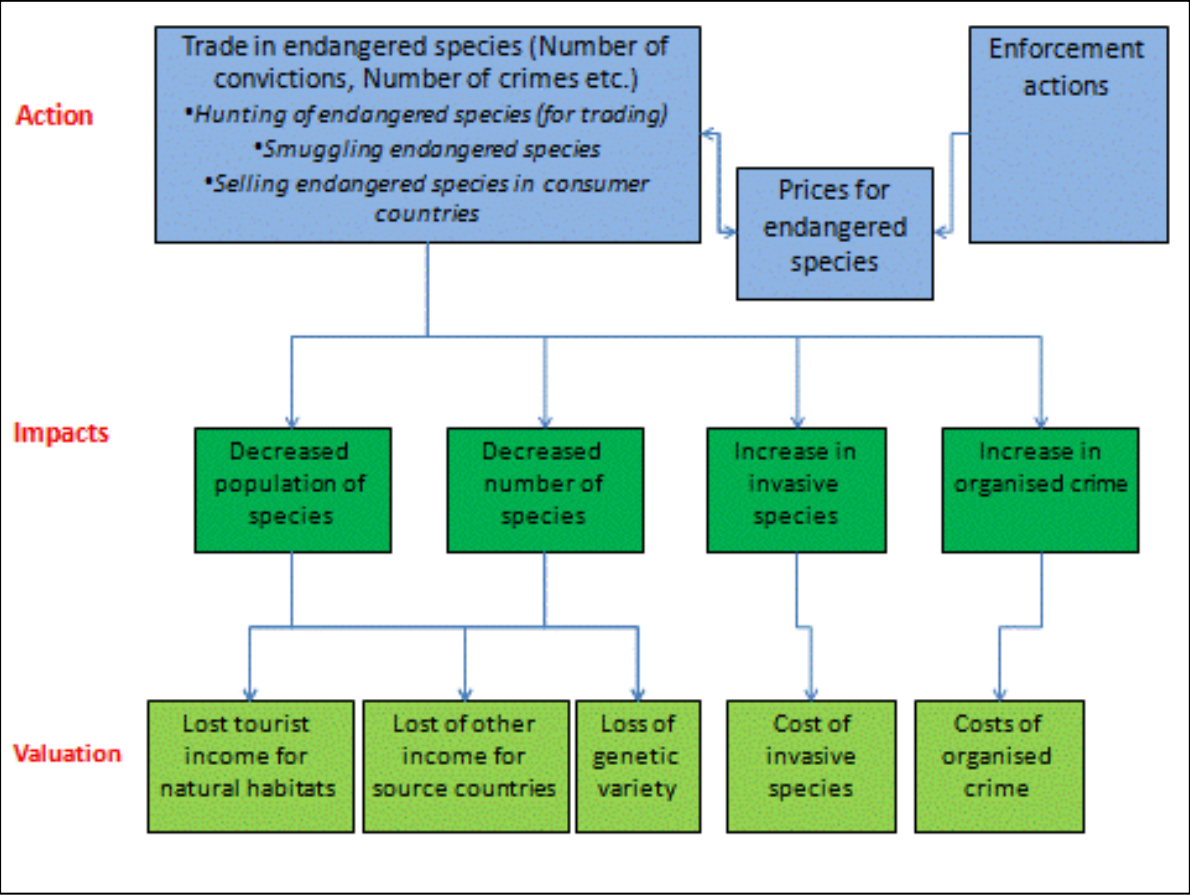 Action
Trade in endangered species (Number of
convictions, Number of crimes etc.)
•Hunting of endangered species (for trading)
•Smuggling endangered species
•Selling endangered species in consumer
countries
Prices for
endangered
species
Enforcement
actions
Impacts
Decreased
population of
species
Decreased
number of
species
Increase in
invasive
species
Increase in
organised crime
Valuation
Lost tourist
income for
natural habitats
Lost of other
income for
source countries
Loss of
genetic
variety
Cost of
invasive
species
Costs of
organised
crime